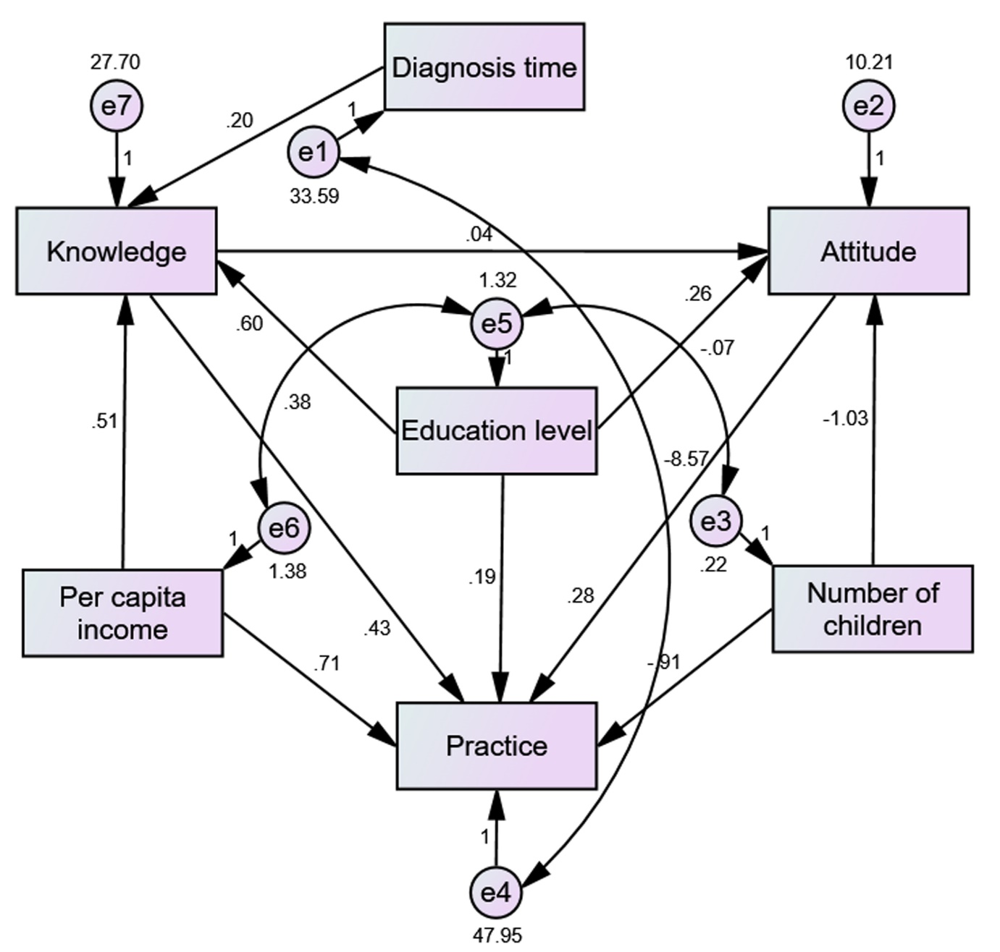 Diagnosis time
27.70
10.21
e7
e2
.20
1
e1
1
1
33.59
.04
Knowledge
Attitude
1.32
.26
.60
e5
-.07
1
.38
.51
-1.03
Education level
-8.57
e6
e3
1
1
1.38
.22
.19
.28
Per capita
income
Number of
children
.43
.71
-.91
Practice
1
e4
47.95